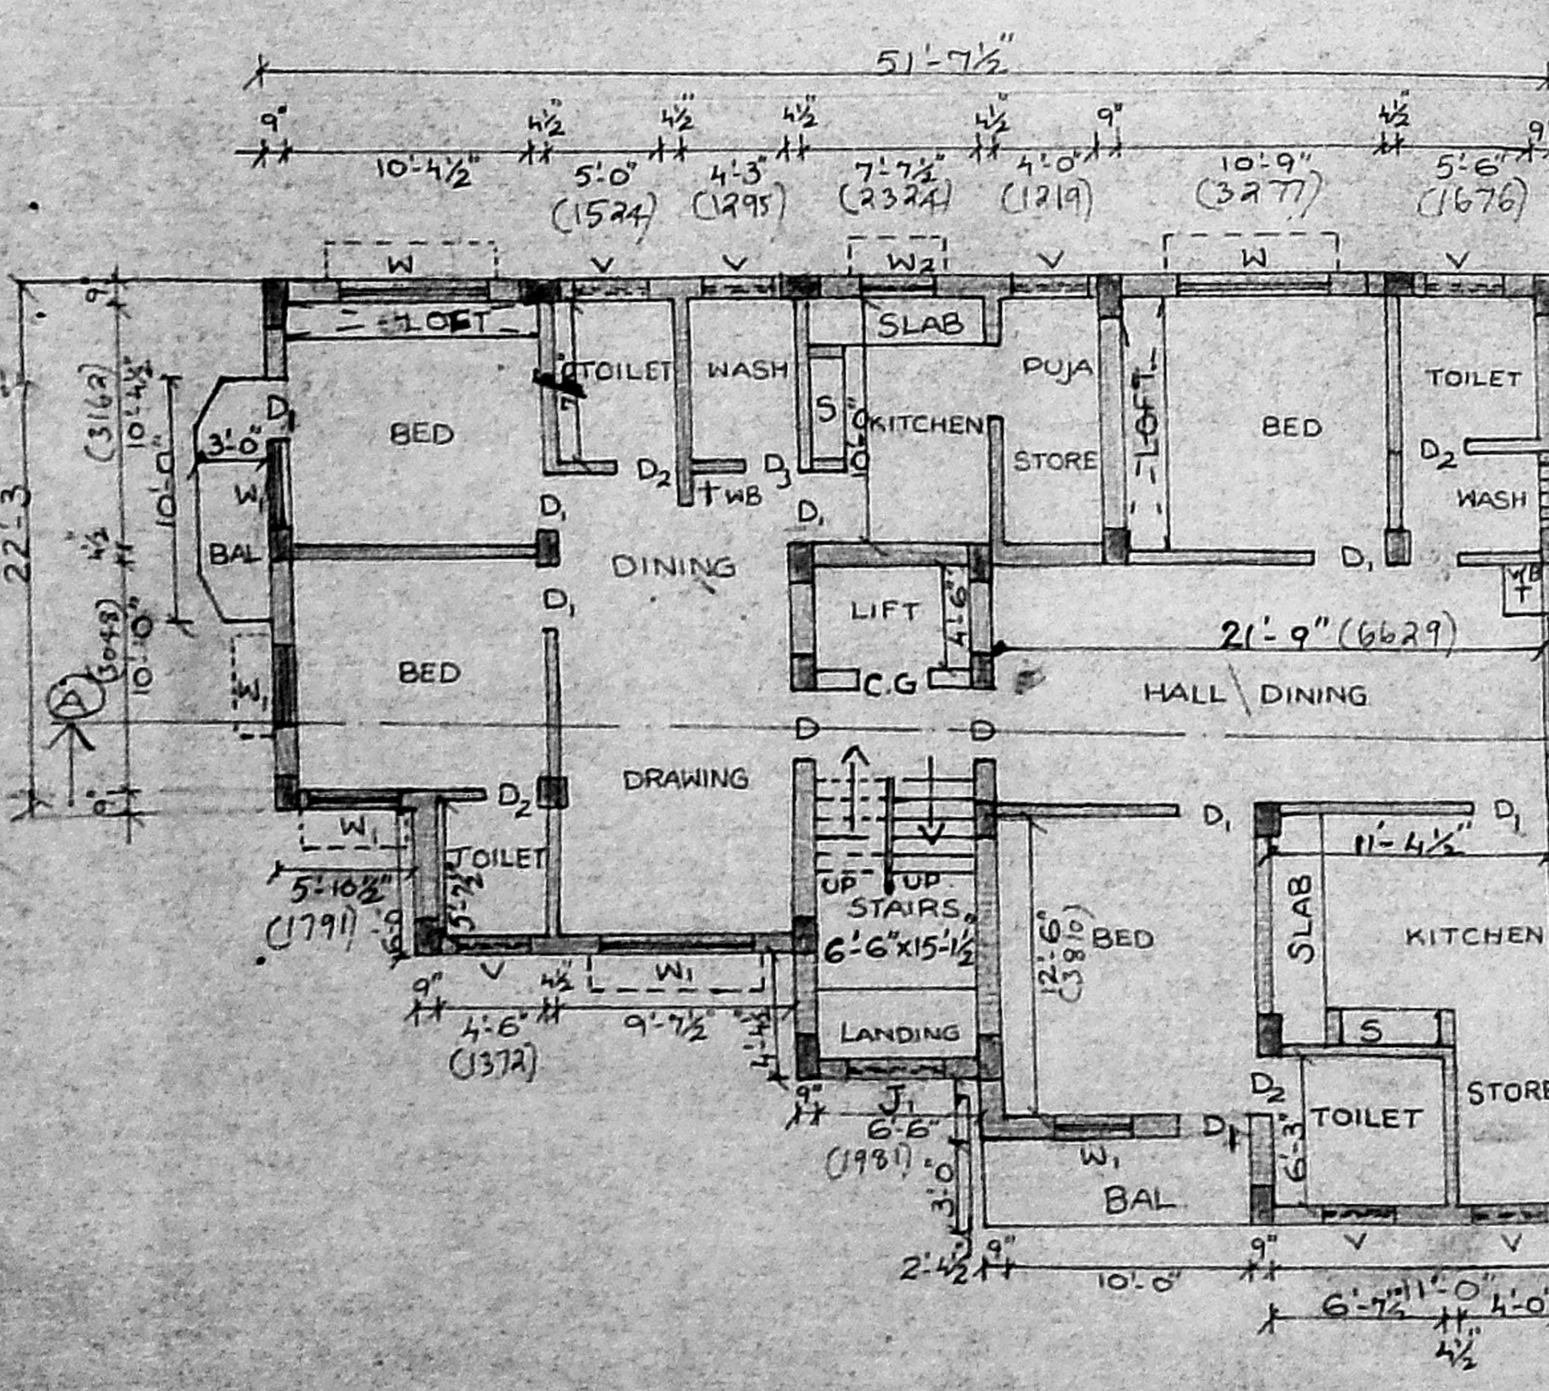 51'-7½"
9" 4½" 4½" 4½" 4½" 9" 4½" 9"
10'-4½" 5'-0" 4'-3" 7'-7½" 4'-0" 10'-9" 5'-6"
(1524) (1295) (2324) (1219) (3277) (1676)
W V V W2 V W V
9"
LOFT SLAB
TOILET WASH PUJA TOILET
(3162) 10'-4½"
D1 LOFT
BED S KITCHEN BED
3'-0" 10'-0" D2 D3 STORE D2
W1 T WB WASH
22'-3" 4½" D1 D1
BAL DINING D1 WB
T
D1 LIFT 4'-6"
(3048) 10'-10"
21'-9" (6629)
BED C.G HALL \ DINING
A W1
D D
DRAWING
9" D2
W1 D1 D1
TOILET 11'-4½"
5'-10½" 5'-2½" UP UP
(1791) STAIRS SLAB
6'-6"x15'-1½" 12'-6" (3810) BED KITCHEN
V W1
9" 4½"
4'-6" 9'-7½" LANDING S
(1372)
D2 STORE
9" J1 TOILET
6'-6" D1
(1981) W1 6'-3"
3'-0" BAL
V V
2'-4½" 9" 9"
10'-0" 11'-0"
6'-7½" 4'-0
4½"